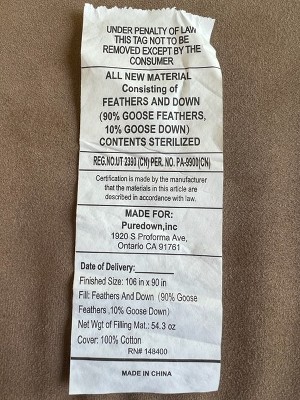 UNDER PENALTY OF LAW
THIS TAG NOT TO BE
REMOVED EXCEPT BY THE
CONSUMER
ALL NEW MATERIAL
Consisting of
FEATHERS AND DOWN
(90% GOOSE FEATHERS,
10% GOOSE DOWN)
CONTENTS STERILIZED
REG.NO.UT 2390 (CN) PER. NO. PA-9900(CN)
Certification is made by the manufacturer
that the materials in this article are
described in accordance with law.
MADE FOR:
Puredown,inc
1920 S Proforma Ave,
Ontario CA 91761
Date of Delivery:
Finished Size: 106 in x 90 in
Fill: Feathers And Down (90% Goose
Feathers ,10% Goose Down)
Net Wgt of Filling Mat.: 54.3 oz
Cover: 100% Cotton
RN# 148400
MADE IN CHINA